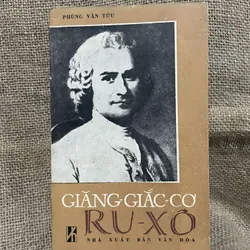 PHÙNG VĂN TỬU
GIĂNG-GIẮC-CƠ
RU-XÔ
NHÀ XUẤT BẢN VĂN HÓA